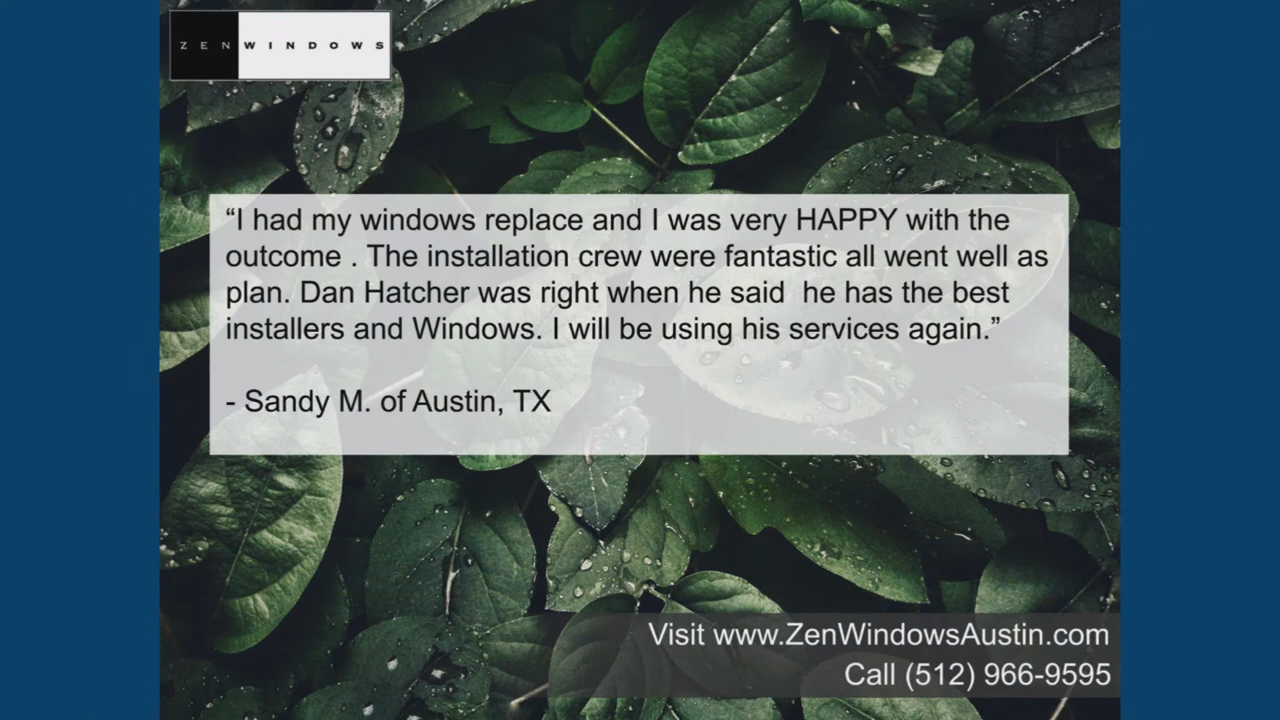 ZEN WINDOWS
“I had my windows replace and I was very HAPPY with the
outcome . The installation crew were fantastic all went well as
plan. Dan Hatcher was right when he said  he has the best
installers and Windows. I will be using his services again.”
- Sandy M. of Austin, TX
Visit www.ZenWindowsAustin.com
Call (512) 966-9595